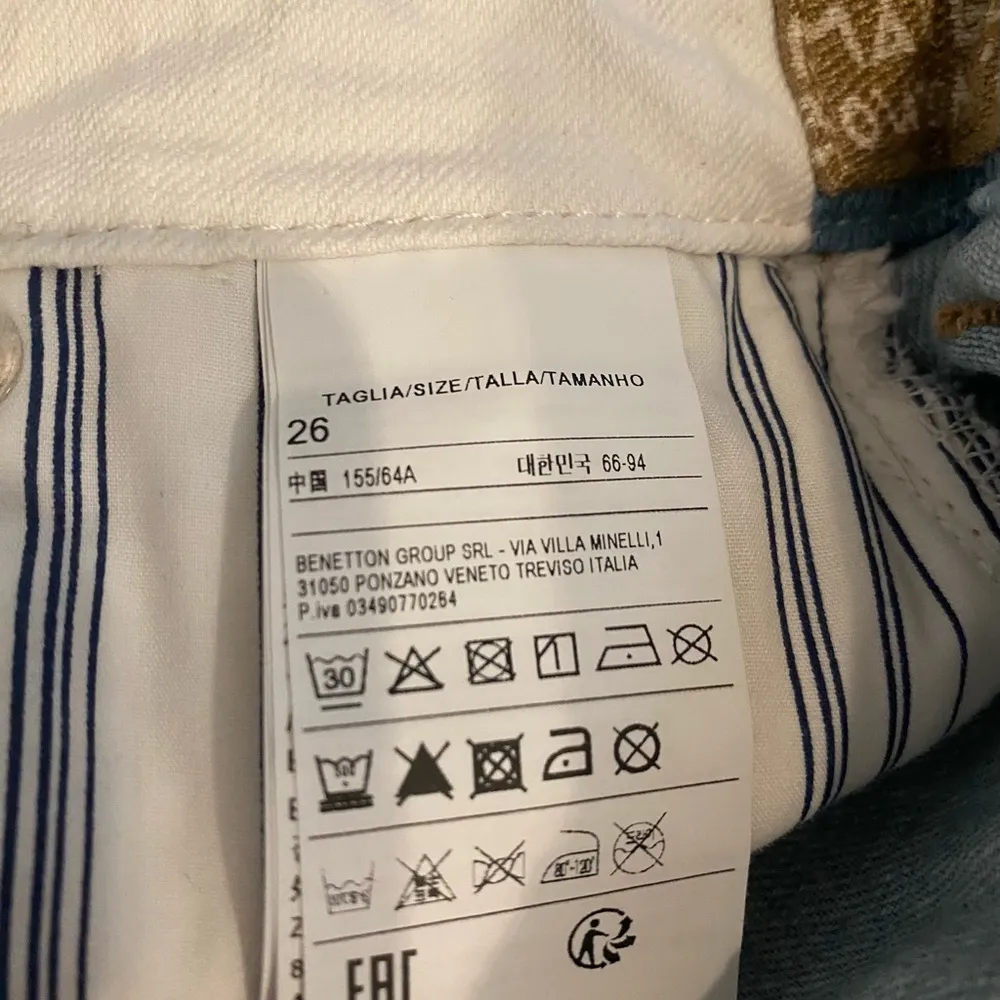 TAGLIA/SIZE/TALLA/TAMANHO
26
中国 155/64A 대한민국 66-94
BENETTON GROUP SRL - VIA VILLA MINELLI,1
31050 PONZANO VENETO TREVISO ITALIA
P.iva 03490770264
30
EAC